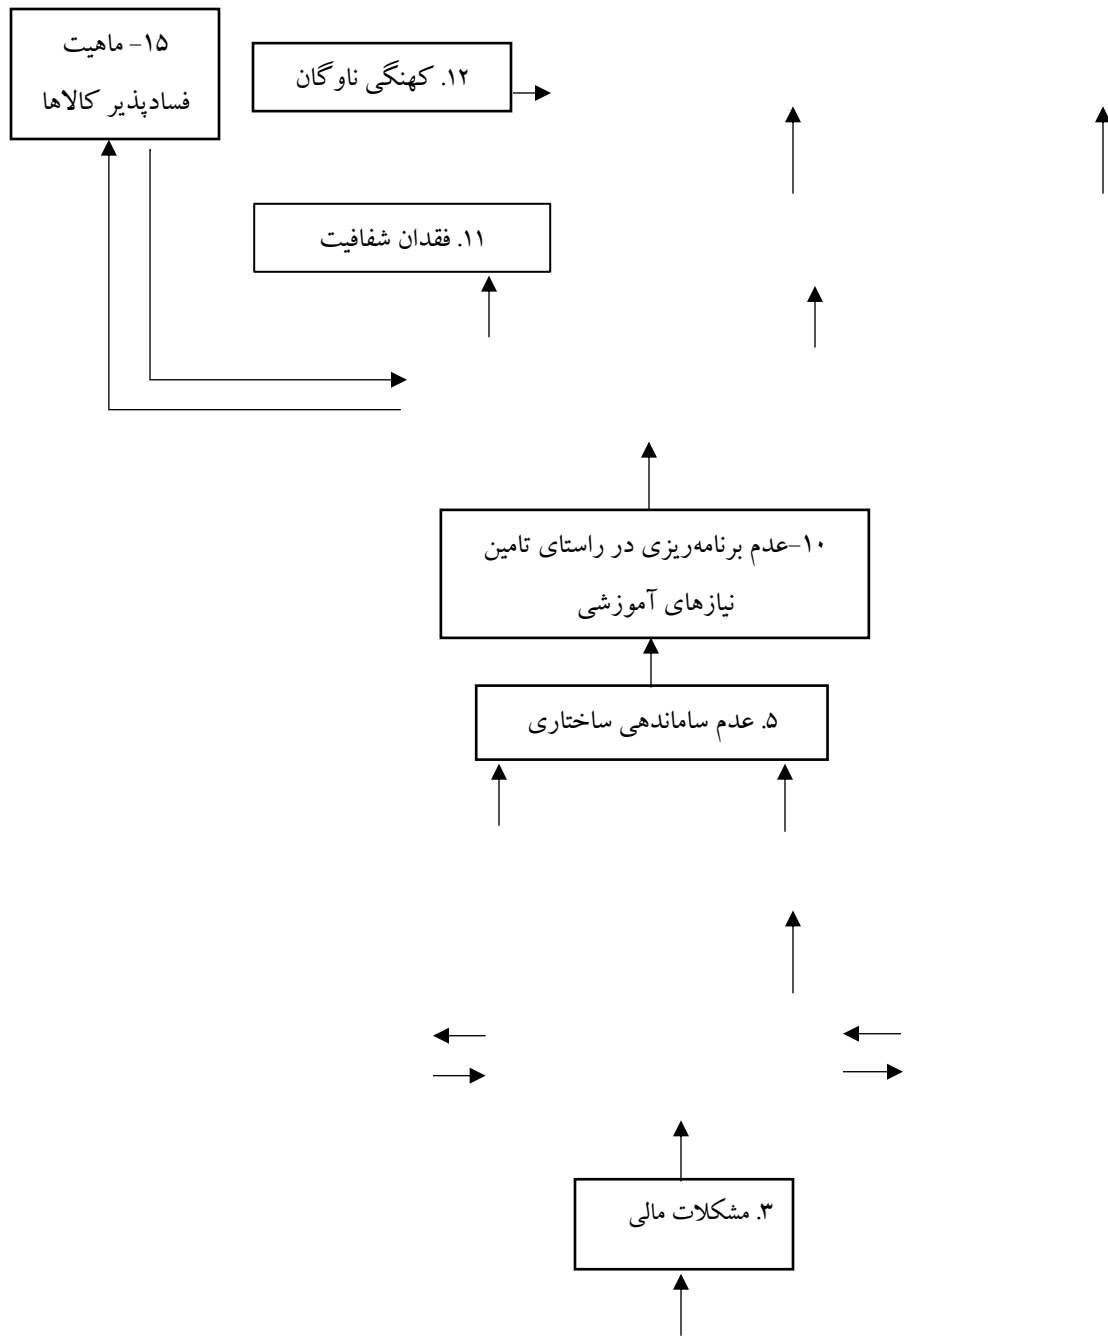 ۱۵- ماهیت
فسادپذیر کالاها
۱۲. کهنگی ناوگان
۱۱. فقدان شفافیت
۱۰-عدم برنامه‌ریزی در راستای تامین
نیازهای آموزشی
۵. عدم ساماندهی ساختاری
۳. مشکلات مالی